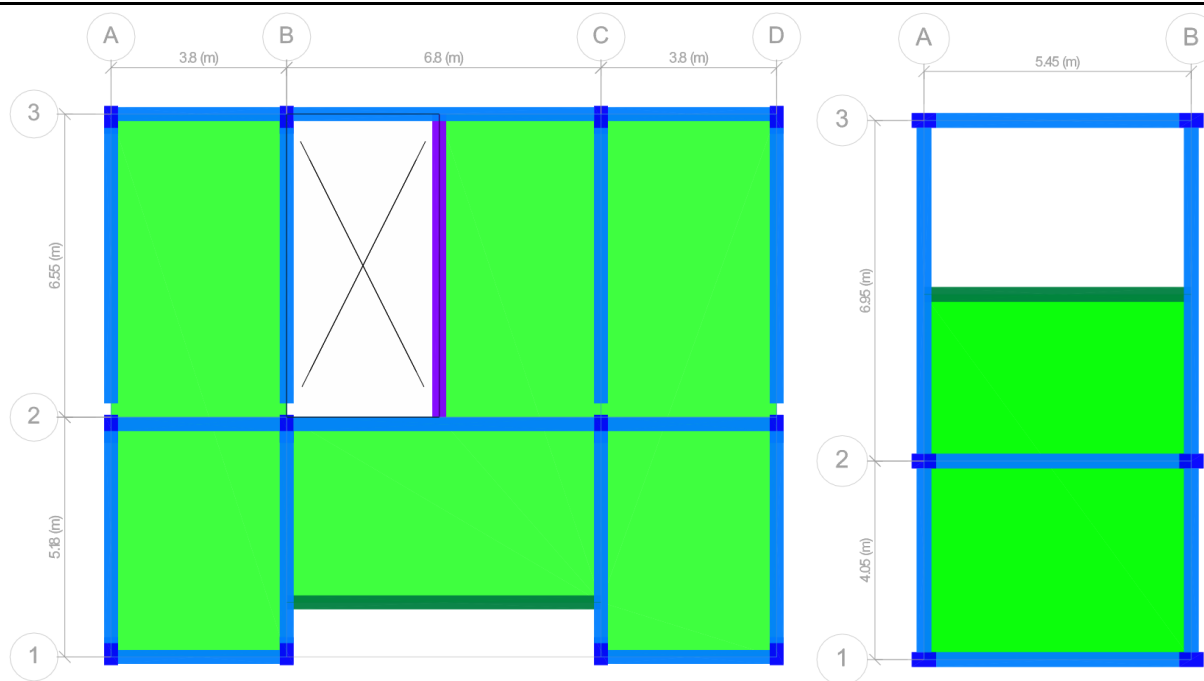 A B C D
3.8 (m) 6.8 (m) 3.8 (m)
3
6.55 (m)
2
5.18 (m)
1
A B
5.45 (m)
3
6.95 (m)
2
4.05 (m)
1